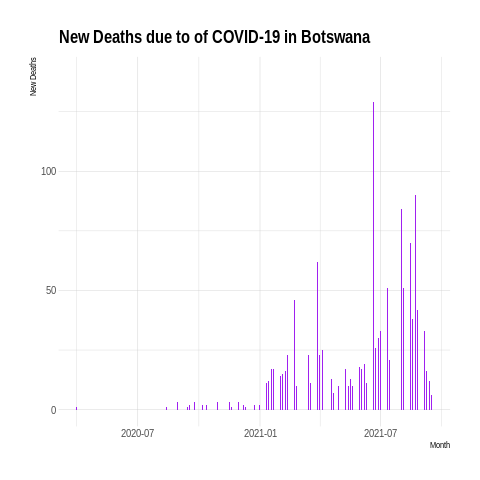 New Deaths due to of COVID-19 in Botswana
New Deaths
100
50
0
2020-07
2021-01
2021-07
Month